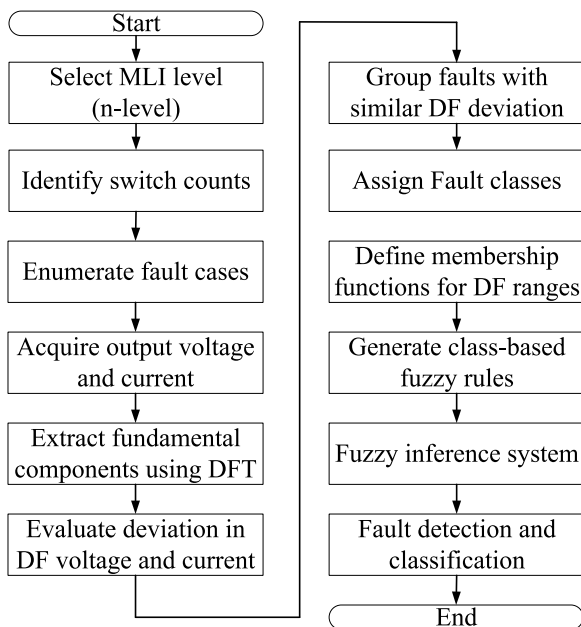 Start
Select MLI level
(n-level)
Identify switch counts
Enumerate fault cases
Acquire output voltage
and current
Extract fundamental
components using DFT
Evaluate deviation in
DF voltage and current
Group faults with
similar DF deviation
Assign Fault classes
Define membership
functions for DF ranges
Generate class-based
fuzzy rules
Fuzzy inference system
Fault detection and
classification
End